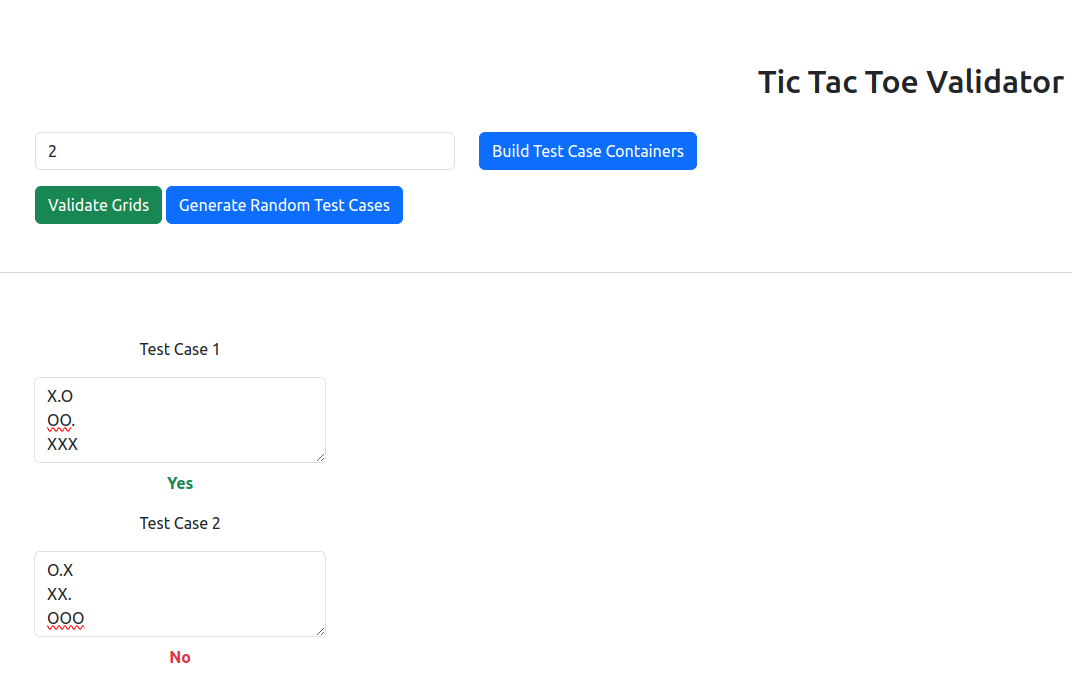 Tic Tac Toe Validator
2
Build Test Case Containers
Validate Grids
Generate Random Test Cases
Test Case 1
X.O
OO.
XXX
Yes
Test Case 2
O.X
XX.
OOO
No